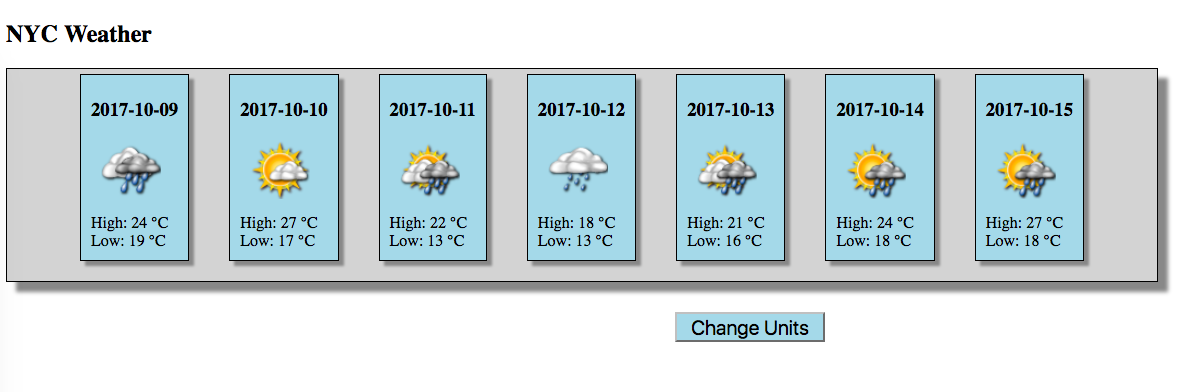 NYC Weather
2017-10-09
High: 24 °C
Low: 19 °C
2017-10-10
High: 27 °C
Low: 17 °C
2017-10-11
High: 22 °C
Low: 13 °C
2017-10-12
High: 18 °C
Low: 13 °C
2017-10-13
High: 21 °C
Low: 16 °C
2017-10-14
High: 24 °C
Low: 18 °C
2017-10-15
High: 27 °C
Low: 18 °C
Change Units